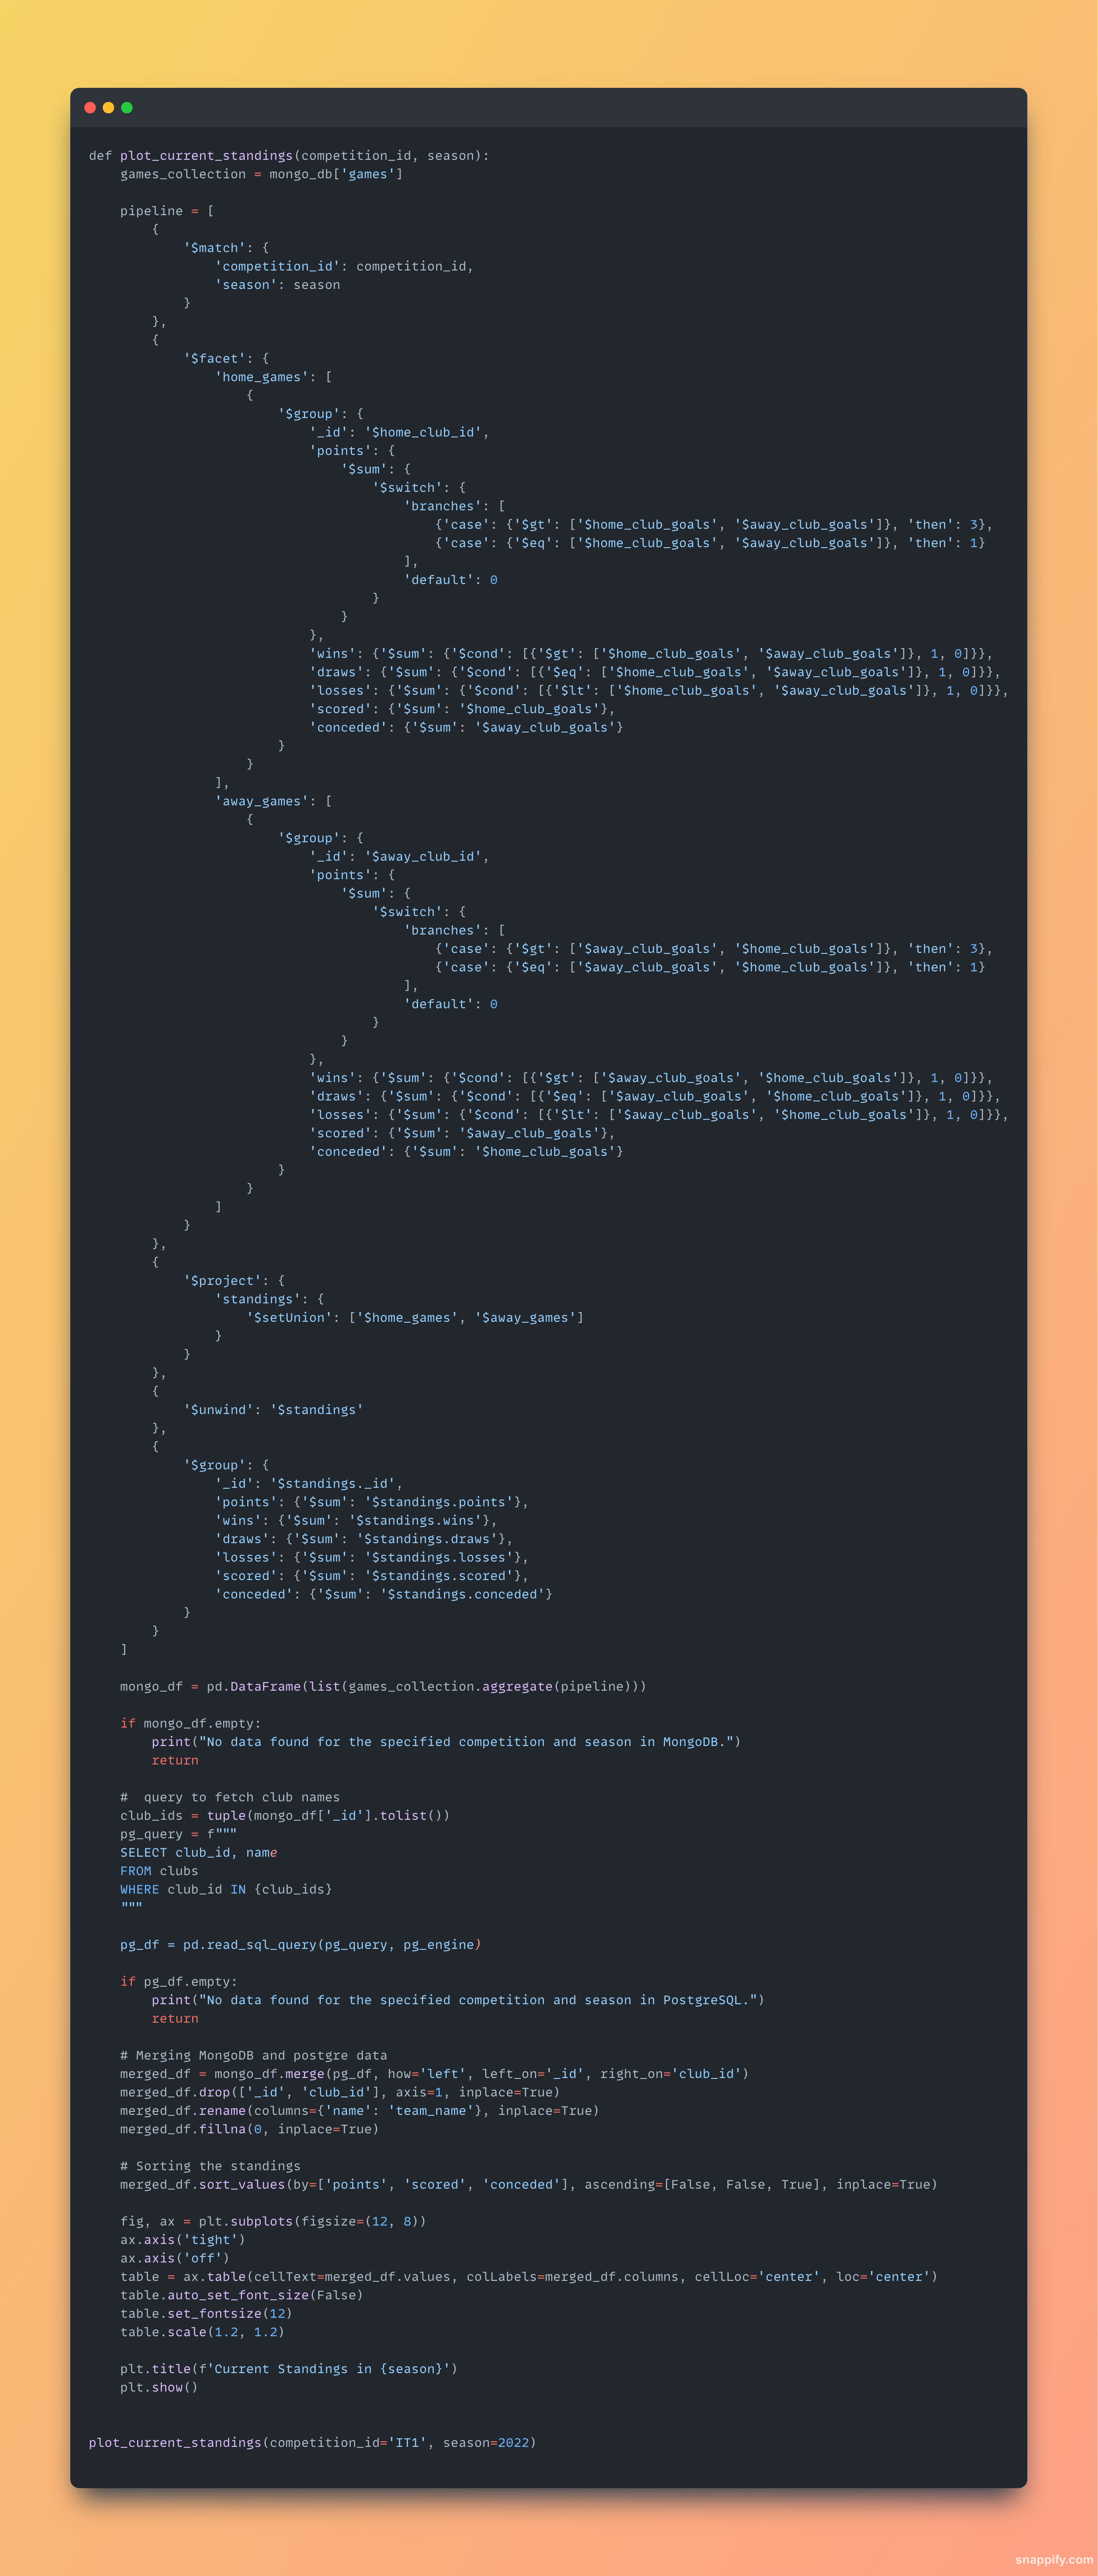 def plot_current_standings(competition_id, season):
    games_collection = mongo_db['games']

    pipeline = [
        {
            '$match': {
                'competition_id': competition_id,
                'season': season
            }
        },
        {
            '$facet': {
                'home_games': [
                    {
                        '$group': {
                            '_id': '$home_club_id',
                            'points': {
                                '$sum': {
                                    '$switch': {
                                        'branches': [
                                            {'case': {'$gt': ['$home_club_goals', '$away_club_goals']}, 'then': 3},
                                            {'case': {'$eq': ['$home_club_goals', '$away_club_goals']}, 'then': 1}
                                        ],
                                        'default': 0
                                    }
                                }
                            },
                            'wins': {'$sum': {'$cond': [{'$gt': ['$home_club_goals', '$away_club_goals']}, 1, 0]}},
                            'draws': {'$sum': {'$cond': [{'$eq': ['$home_club_goals', '$away_club_goals']}, 1, 0]}},
                            'losses': {'$sum': {'$cond': [{'$lt': ['$home_club_goals', '$away_club_goals']}, 1, 0]}},
                            'scored': {'$sum': '$home_club_goals'},
                            'conceded': {'$sum': '$away_club_goals'}
                        }
                    }
                ],
                'away_games': [
                    {
                        '$group': {
                            '_id': '$away_club_id',
                            'points': {
                                '$sum': {
                                    '$switch': {
                                        'branches': [
                                            {'case': {'$gt': ['$away_club_goals', '$home_club_goals']}, 'then': 3},
                                            {'case': {'$eq': ['$away_club_goals', '$home_club_goals']}, 'then': 1}
                                        ],
                                        'default': 0
                                    }
                                }
                            },
                            'wins': {'$sum': {'$cond': [{'$gt': ['$away_club_goals', '$home_club_goals']}, 1, 0]}},
                            'draws': {'$sum': {'$cond': [{'$eq': ['$away_club_goals', '$home_club_goals']}, 1, 0]}},
                            'losses': {'$sum': {'$cond': [{'$lt': ['$away_club_goals', '$home_club_goals']}, 1, 0]}},
                            'scored': {'$sum': '$away_club_goals'},
                            'conceded': {'$sum': '$home_club_goals'}
                        }
                    }
                ]
            }
        },
        {
            '$project': {
                'standings': {
                    '$setUnion': ['$home_games', '$away_games']
                }
            }
        },
        {
            '$unwind': '$standings'
        },
        {
            '$group': {
                '_id': '$standings._id',
                'points': {'$sum': '$standings.points'},
                'wins': {'$sum': '$standings.wins'},
                'draws': {'$sum': '$standings.draws'},
                'losses': {'$sum': '$standings.losses'},
                'scored': {'$sum': '$standings.scored'},
                'conceded': {'$sum': '$standings.conceded'}
            }
        }
    ]

    mongo_df = pd.DataFrame(list(games_collection.aggregate(pipeline)))

    if mongo_df.empty:
        print("No data found for the specified competition and season in MongoDB.")
        return

    #  query to fetch club names
    club_ids = tuple(mongo_df['_id'].tolist())
    pg_query = f"""
    SELECT club_id, name
    FROM clubs
    WHERE club_id IN {club_ids}
    """

    pg_df = pd.read_sql_query(pg_query, pg_engine)

    if pg_df.empty:
        print("No data found for the specified competition and season in PostgreSQL.")
        return

    # Merging MongoDB and postgre data
    merged_df = mongo_df.merge(pg_df, how='left', left_on='_id', right_on='club_id')
    merged_df.drop(['_id', 'club_id'], axis=1, inplace=True)
    merged_df.rename(columns={'name': 'team_name'}, inplace=True)
    merged_df.fillna(0, inplace=True)

    # Sorting the standings
    merged_df.sort_values(by=['points', 'scored', 'conceded'], ascending=[False, False, True], inplace=True)

    fig, ax = plt.subplots(figsize=(12, 8))
    ax.axis('tight')
    ax.axis('off')
    table = ax.table(cellText=merged_df.values, colLabels=merged_df.columns, cellLoc='center', loc='center')
    table.auto_set_font_size(False)
    table.set_fontsize(12)
    table.scale(1.2, 1.2)

    plt.title(f'Current Standings in {season}')
    plt.show()


plot_current_standings(competition_id='IT1', season=2022)
snappify.com